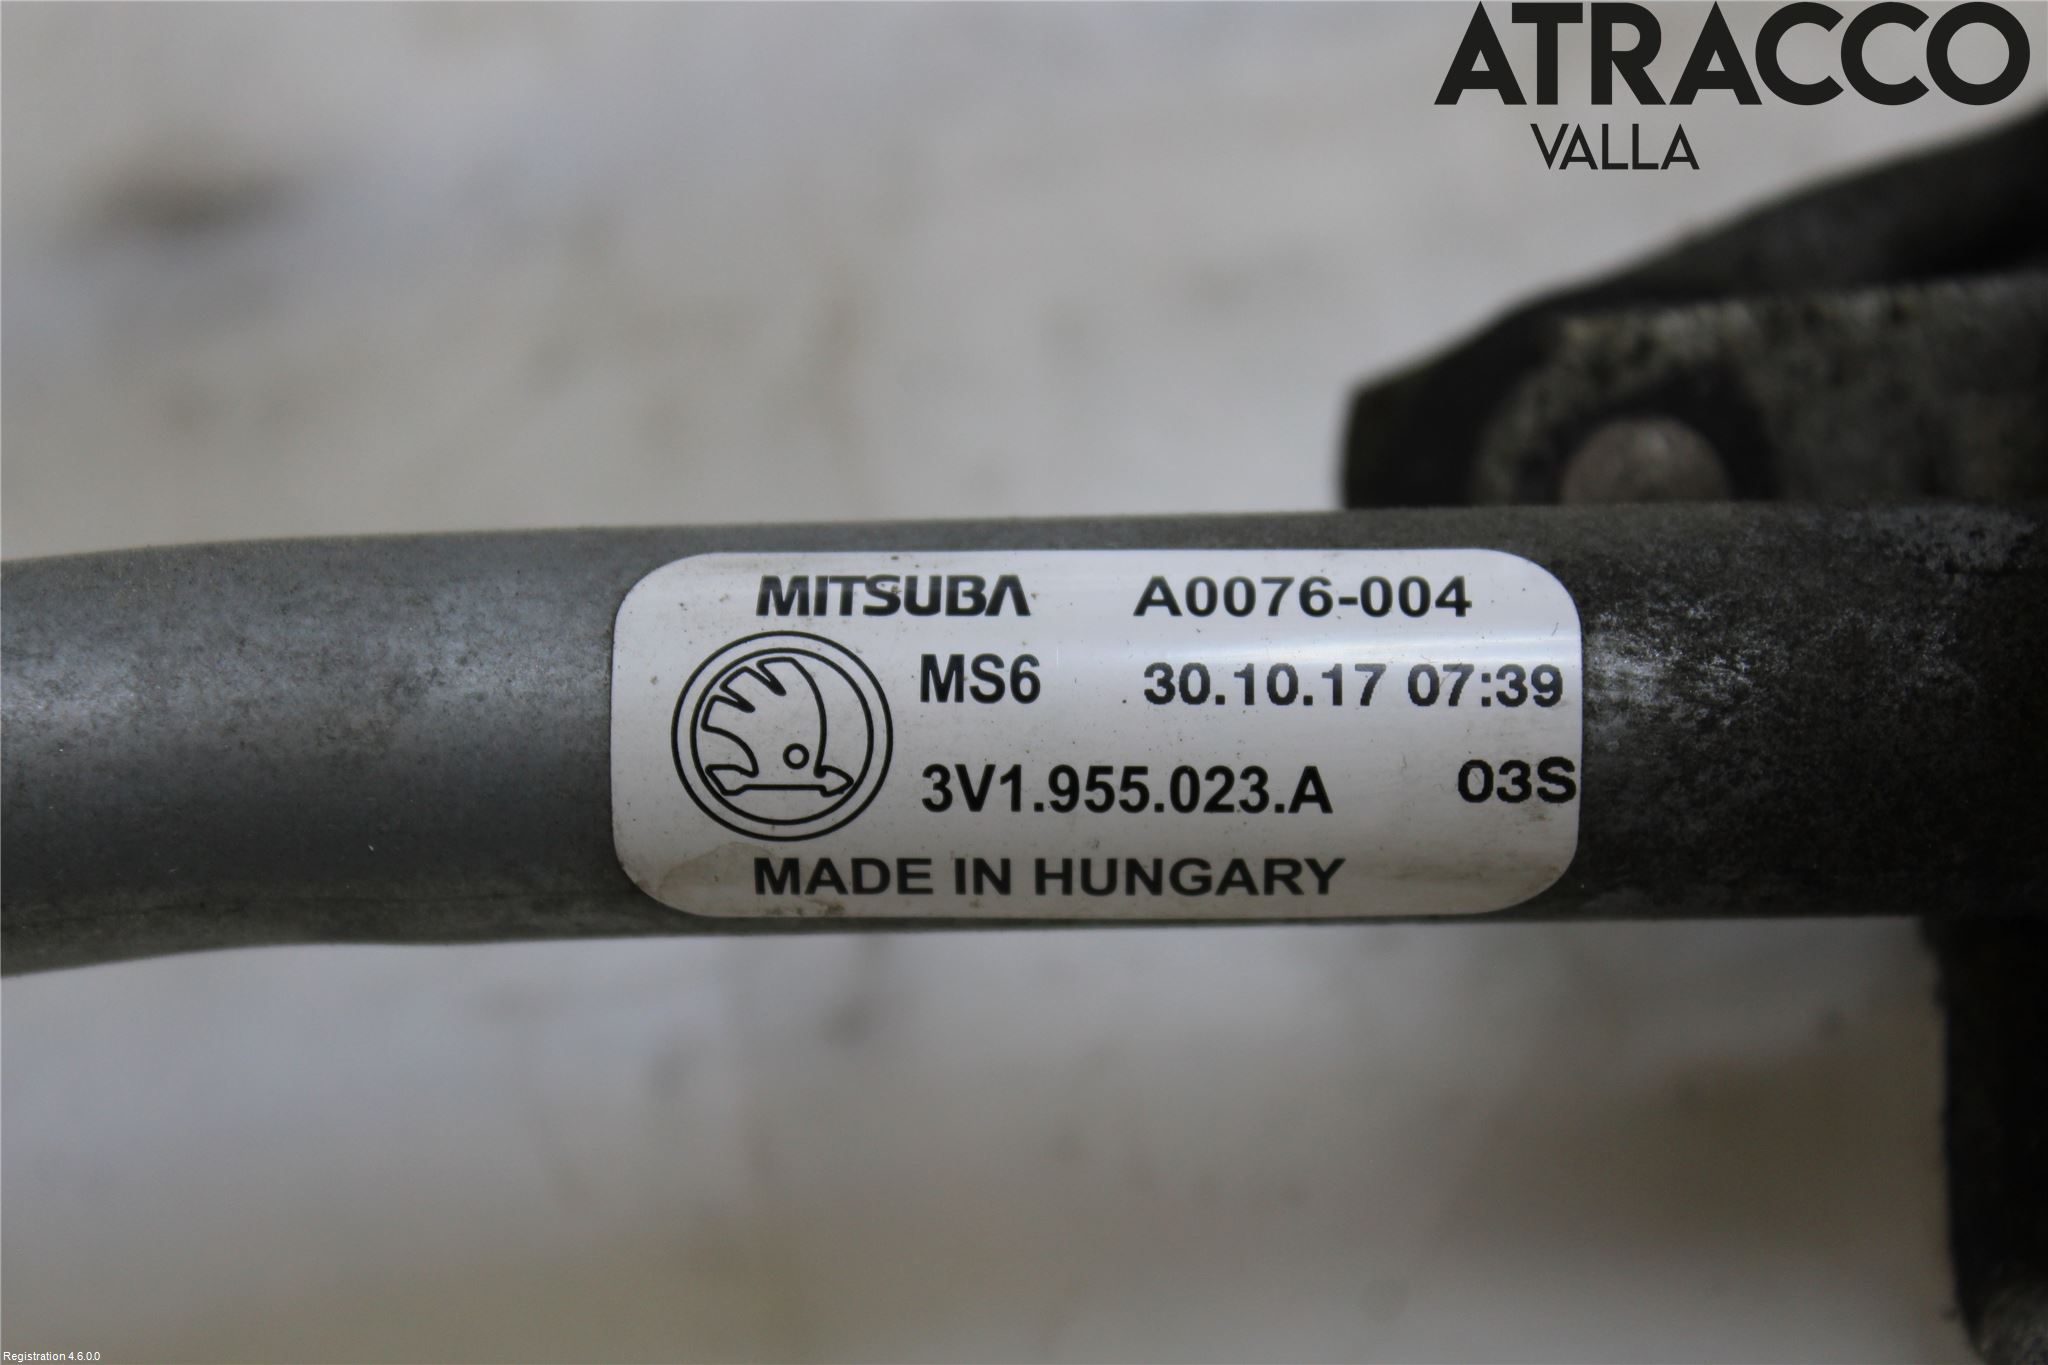 ATRACCO
VALLA
MITSUBA A0076-004
MS6 30.10.17 07:39
3V1.955.023.A 03S
MADE IN HUNGARY
Registration 4.6.0.0